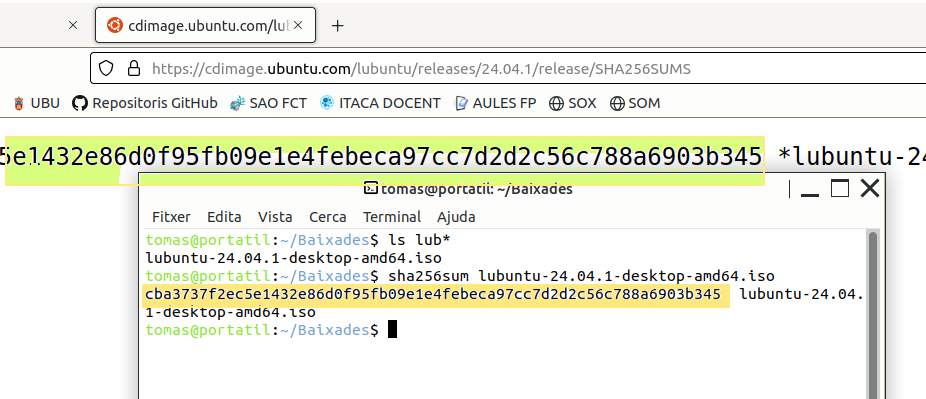 cdimage.ubuntu.com/lub
https://cdimage.ubuntu.com/lubuntu/releases/24.04.1/release/SHA256SUMS
UBU Repositoris GitHub SAO FCT ITACA DOCENT AULES FP SOX SOM
5e1432e86d0f95fb09e1e4febeca97cc7d2d2c56c788a6903b345 *lubuntu-24
tomas@portatil: ~/Baixades
Fitxer Edita Vista Cerca Terminal Ajuda
tomas@portatil:~/Baixades$ ls lub*
lubuntu-24.04.1-desktop-amd64.iso
tomas@portatil:~/Baixades$ sha256sum lubuntu-24.04.1-desktop-amd64.iso
cba3737f2ec5e1432e86d0f95fb09e1e4febeca97cc7d2d2c56c788a6903b345 lubuntu-24.04.
1-desktop-amd64.iso
tomas@portatil:~/Baixades$